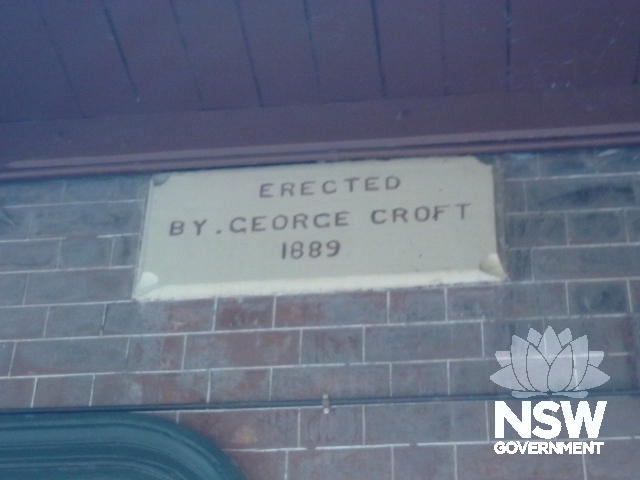 ERECTED
BY. GEORGE CROFT
1889
NSW
GOVERNMENT